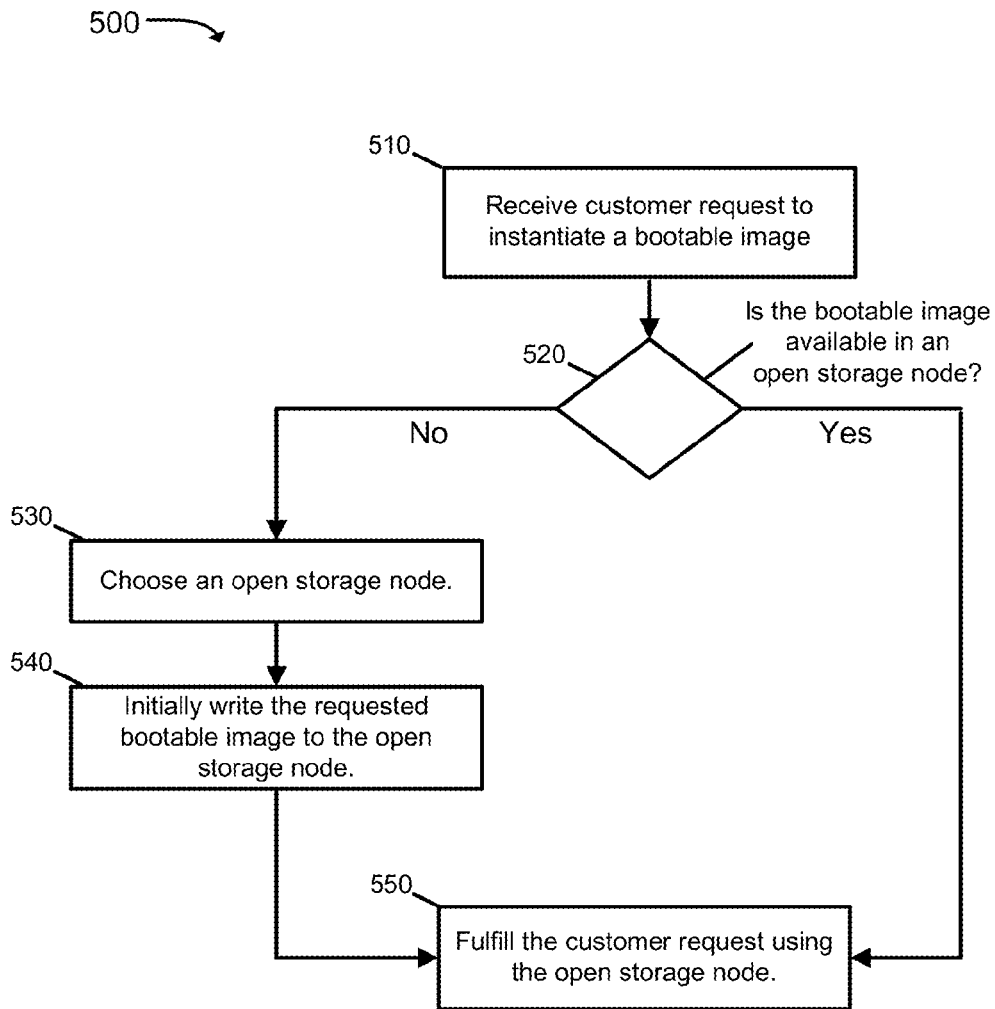 500
510
Receive customer request to
instantiate a bootable image
520
Is the bootable image
available in an
open storage node?
No
Yes
530
Choose an open storage node.
540
Initially write the requested
bootable image to the open
storage node.
550
Fulfill the customer request using
the open storage node.